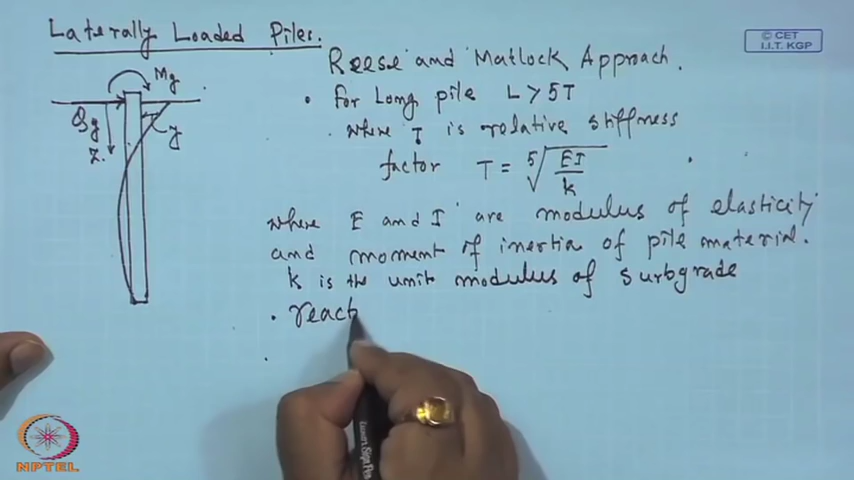 Laterally Loaded Piles.
© CET
I.I.T. KGP
Reese and Matlock Approach.
Mg
• For Long pile L > 5T
Qg
y
z.
• where T is relative stiffness
factor T = ⁵√(EI/k)
where E and I are modulus of elasticity
and moment of inertia of pile material.
k is the unit modulus of surbgrade
• react
NPTEL